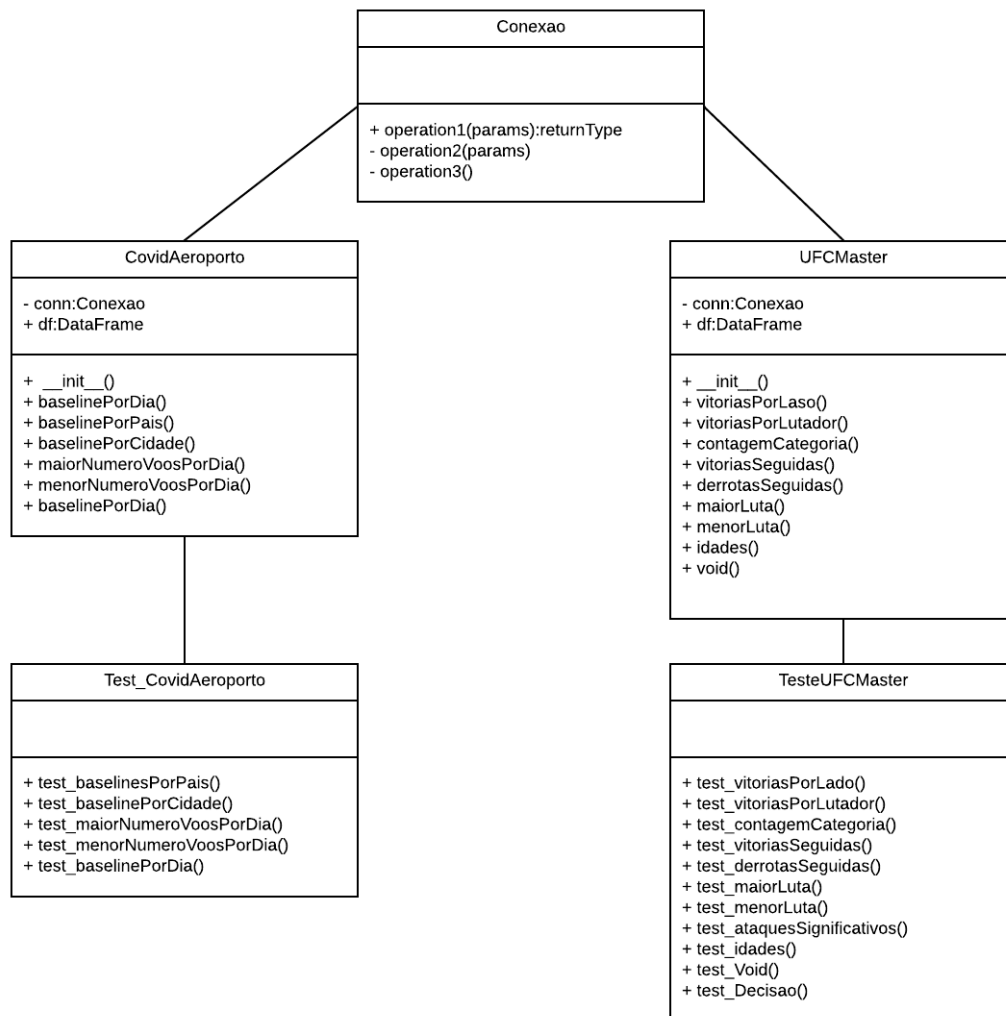 Conexao
+ operation1(params):returnType
- operation2(params)
- operation3()
CovidAeroporto
- conn:Conexao
+ df:DataFrame
+  __init__()
+ baselinePorDia()
+ baselinePorPais()
+ baselinePorCidade()
+ maiorNumeroVoosPorDia()
+ menorNumeroVoosPorDia()
+ baselinePorDia()
UFCMaster
- conn:Conexao
+ df:DataFrame
+ __init__()
+ vitoriasPorLaso()
+ vitoriasPorLutador()
+ contagemCategoria()
+ vitoriasSeguidas()
+ derrotasSeguidas()
+ maiorLuta()
+ menorLuta()
+ idades()
+ void()
Test_CovidAeroporto
+ test_baselinesPorPais()
+ test_baselinePorCidade()
+ test_maiorNumeroVoosPorDia()
+ test_menorNumeroVoosPorDia()
+ test_baselinePorDia()
TesteUFCMaster
+ test_vitoriasPorLado()
+ test_vitoriasPorLutador()
+ test_contagemCategoria()
+ test_vitoriasSeguidas()
+ test_derrotasSeguidas()
+ test_maiorLuta()
+ test_menorLuta()
+ test_ataquesSignificativos()
+ test_idades()
+ test_Void()
+ test_Decisao()